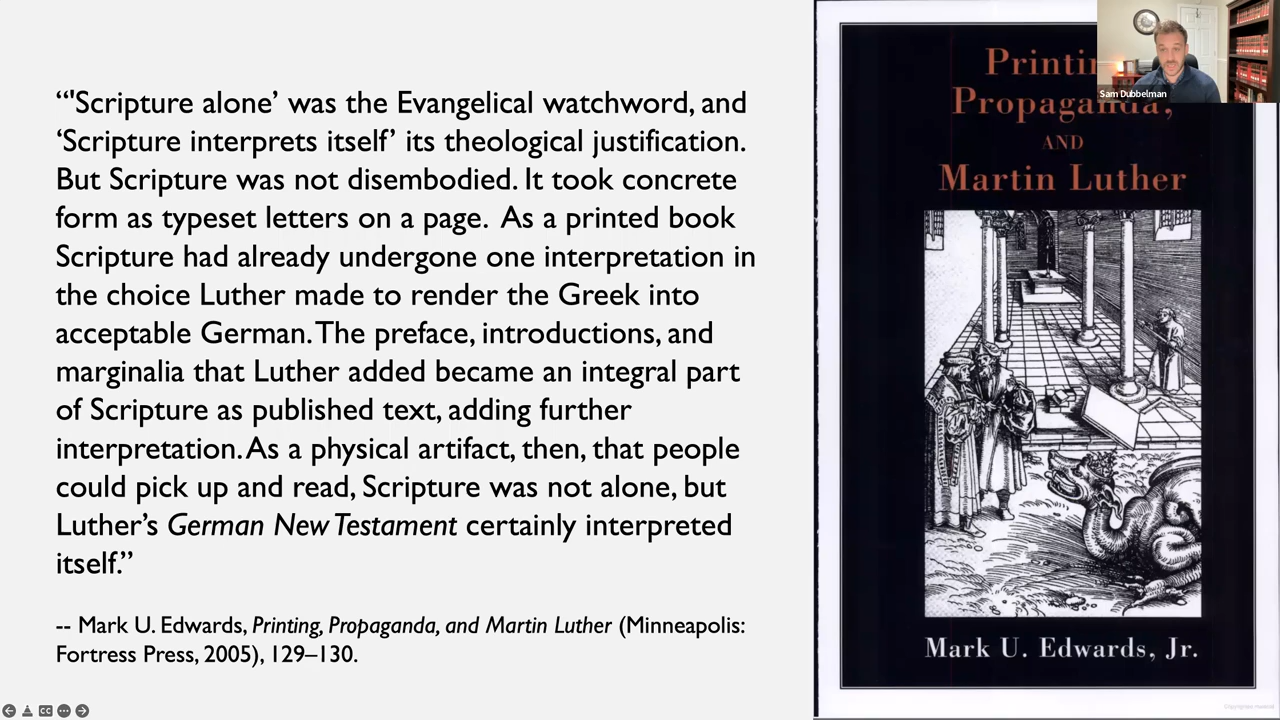 “"'Scripture alone’ was the Evangelical watchword, and
‘Scripture interprets itself’ its theological justification.
But Scripture was not disembodied. It took concrete
form as typeset letters on a page.  As a printed book
Scripture had already undergone one interpretation in
the choice Luther made to render the Greek into
acceptable German. The preface, introductions, and
marginalia that Luther added became an integral part
of Scripture as published text, adding further
interpretation. As a physical artifact, then, that people
could pick up and read, Scripture was not alone, but
Luther’s German New Testament certainly interpreted
itself.”
-- Mark U. Edwards, Printing, Propaganda, and Martin Luther (Minneapolis:
Fortress Press, 2005), 129–130.
Sam Dubbelman
Propaganda,
AND
Martin Luther
Mark U. Edwards, Jr.
Copyrighted material
CC